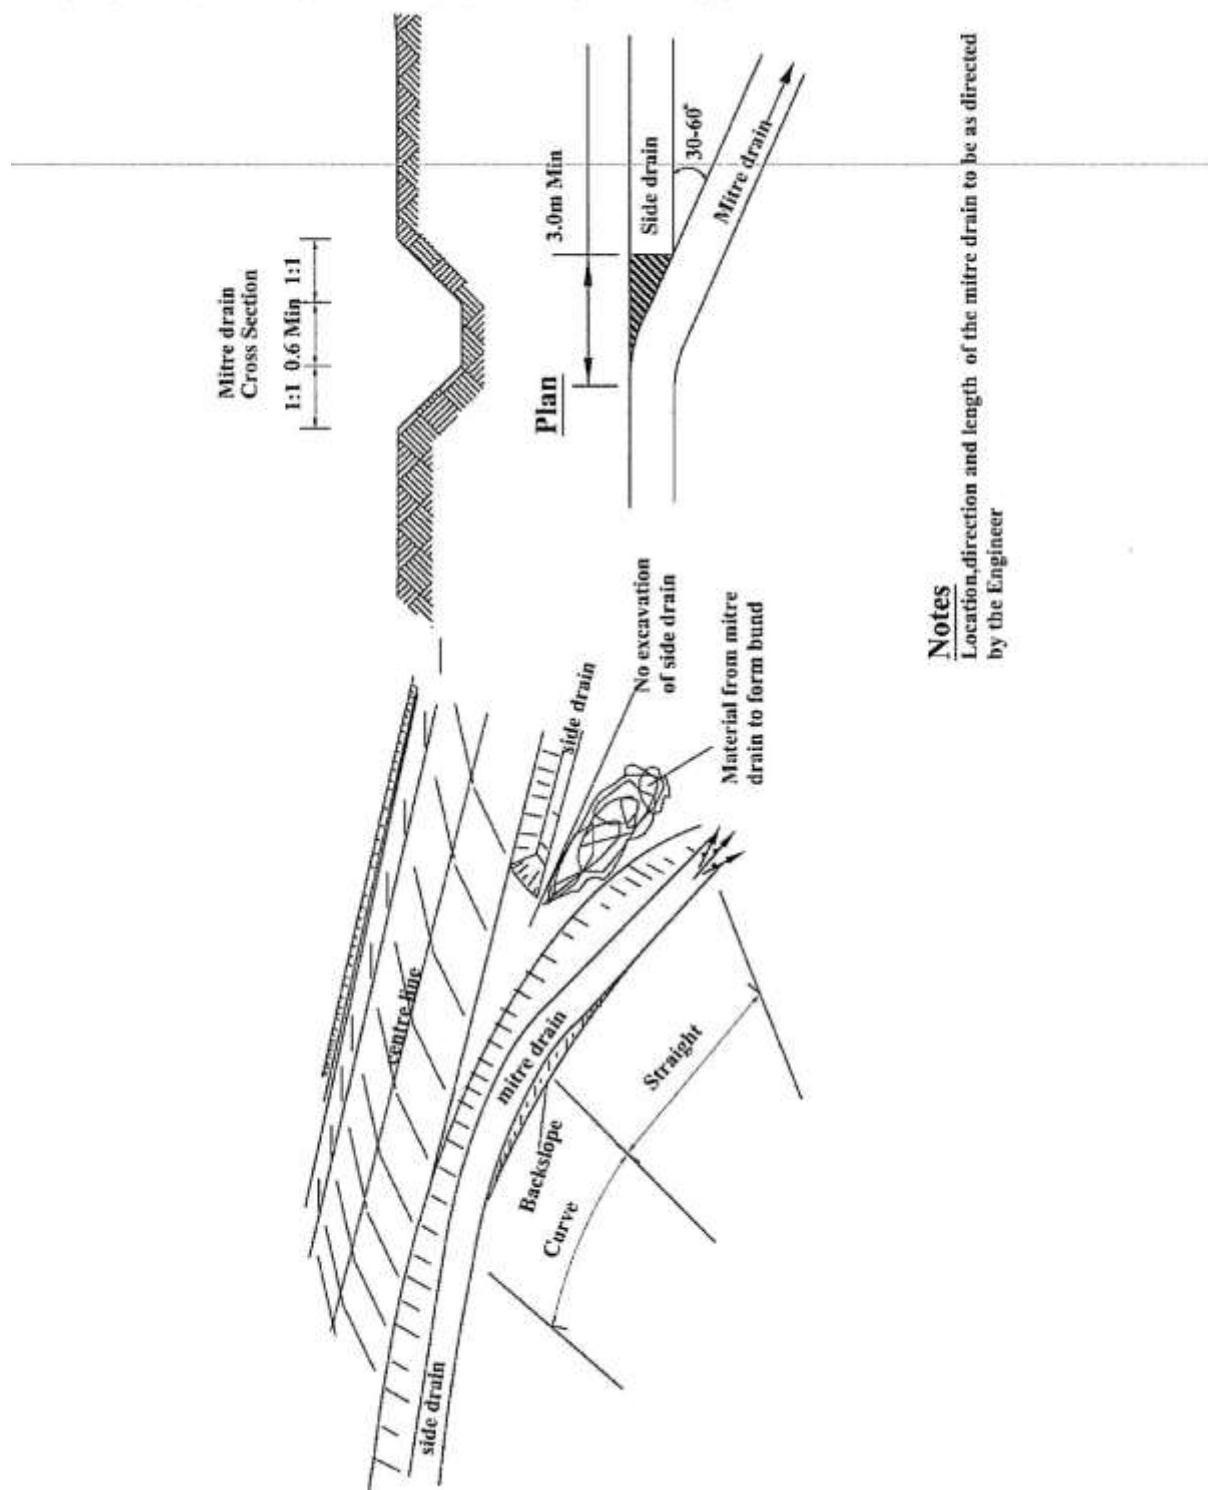 Mitre drain
Cross Section
1:1 0.6 Min 1:1
Plan
3.0m Min
Side drain
30-60°
Mitre drain
centre line
side drain
No excavation
of side drain
Material from mitre
drain to form bund
mitre drain
Backslope
Straight
Curve
side drain
Notes
Location,direction and length of the mitre drain to be as directed
by the Engineer